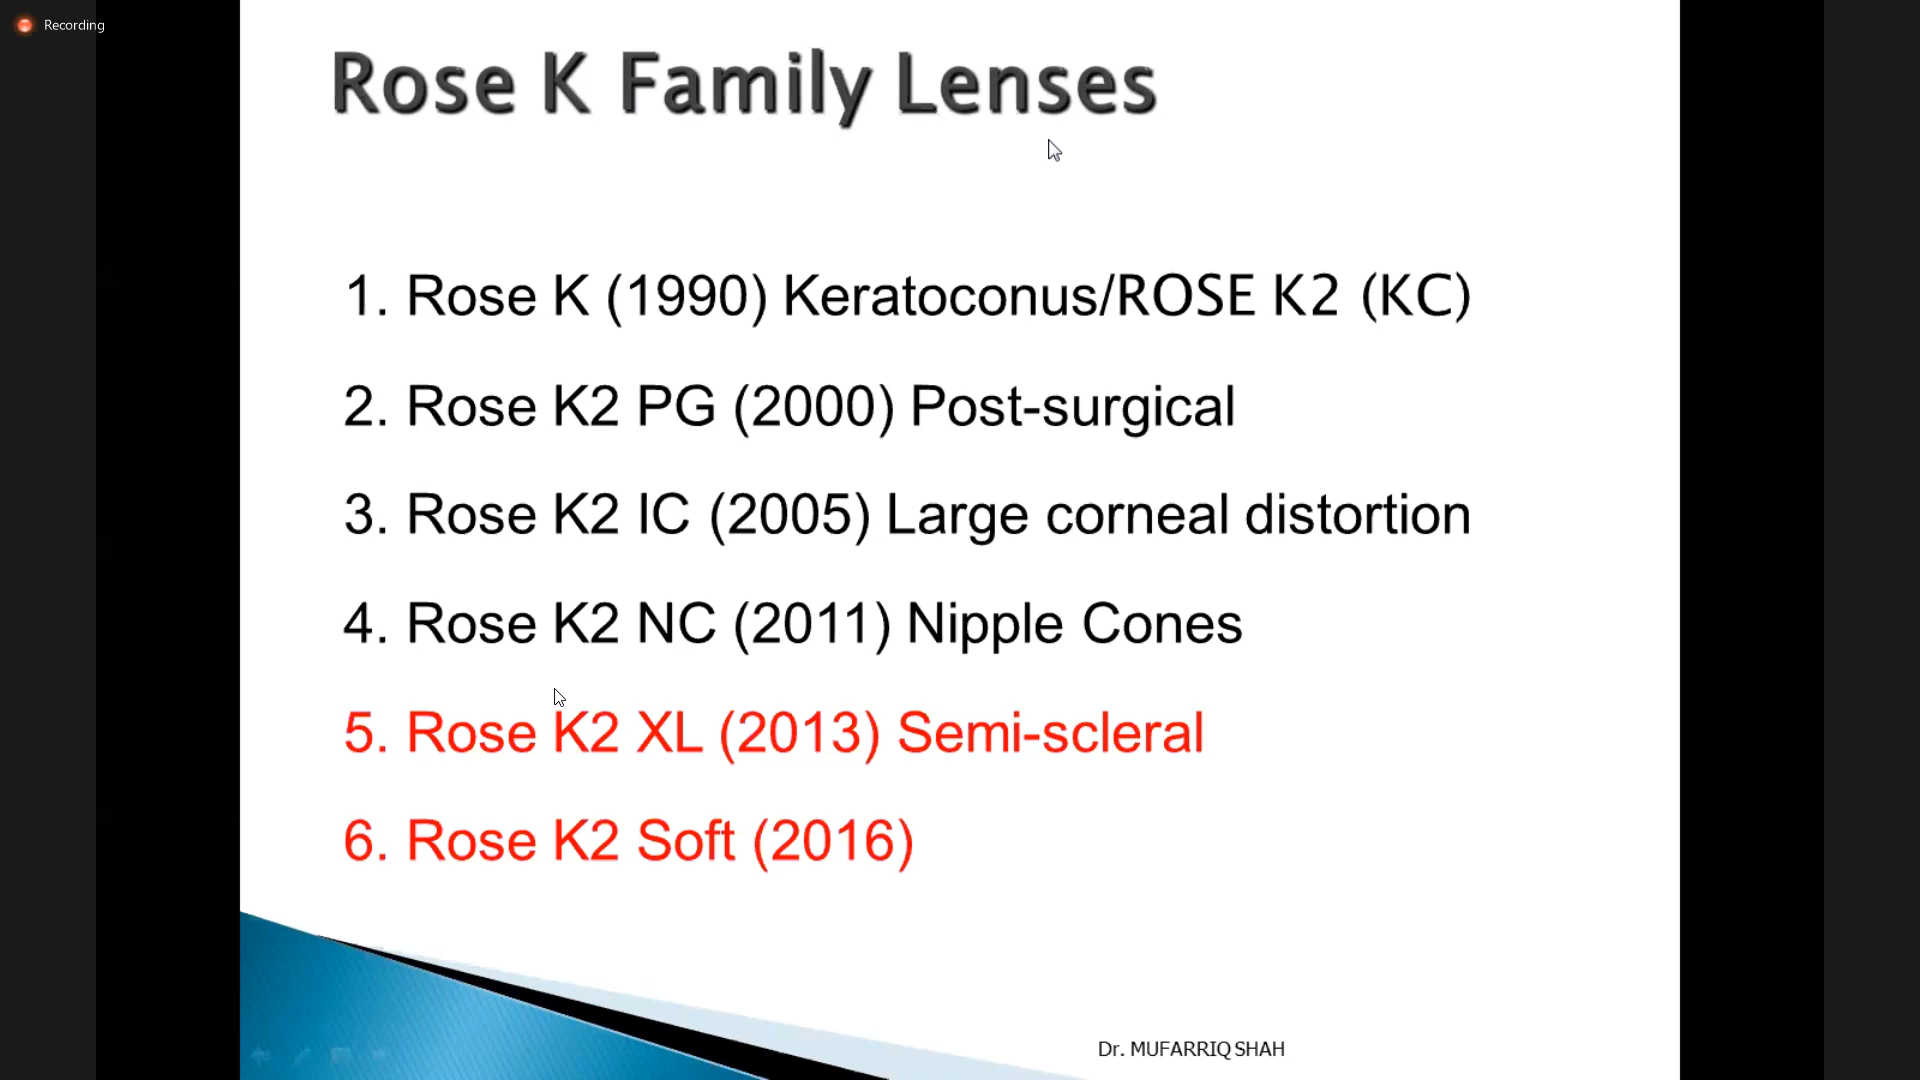 Recording
Rose K Family Lenses
1. Rose K (1990) Keratoconus/ROSE K2 (KC)
2. Rose K2 PG (2000) Post-surgical
3. Rose K2 IC (2005) Large corneal distortion
4. Rose K2 NC (2011) Nipple Cones
5. Rose K2 XL (2013) Semi-scleral
6. Rose K2 Soft (2016)
Dr. MUFARRIQ SHAH